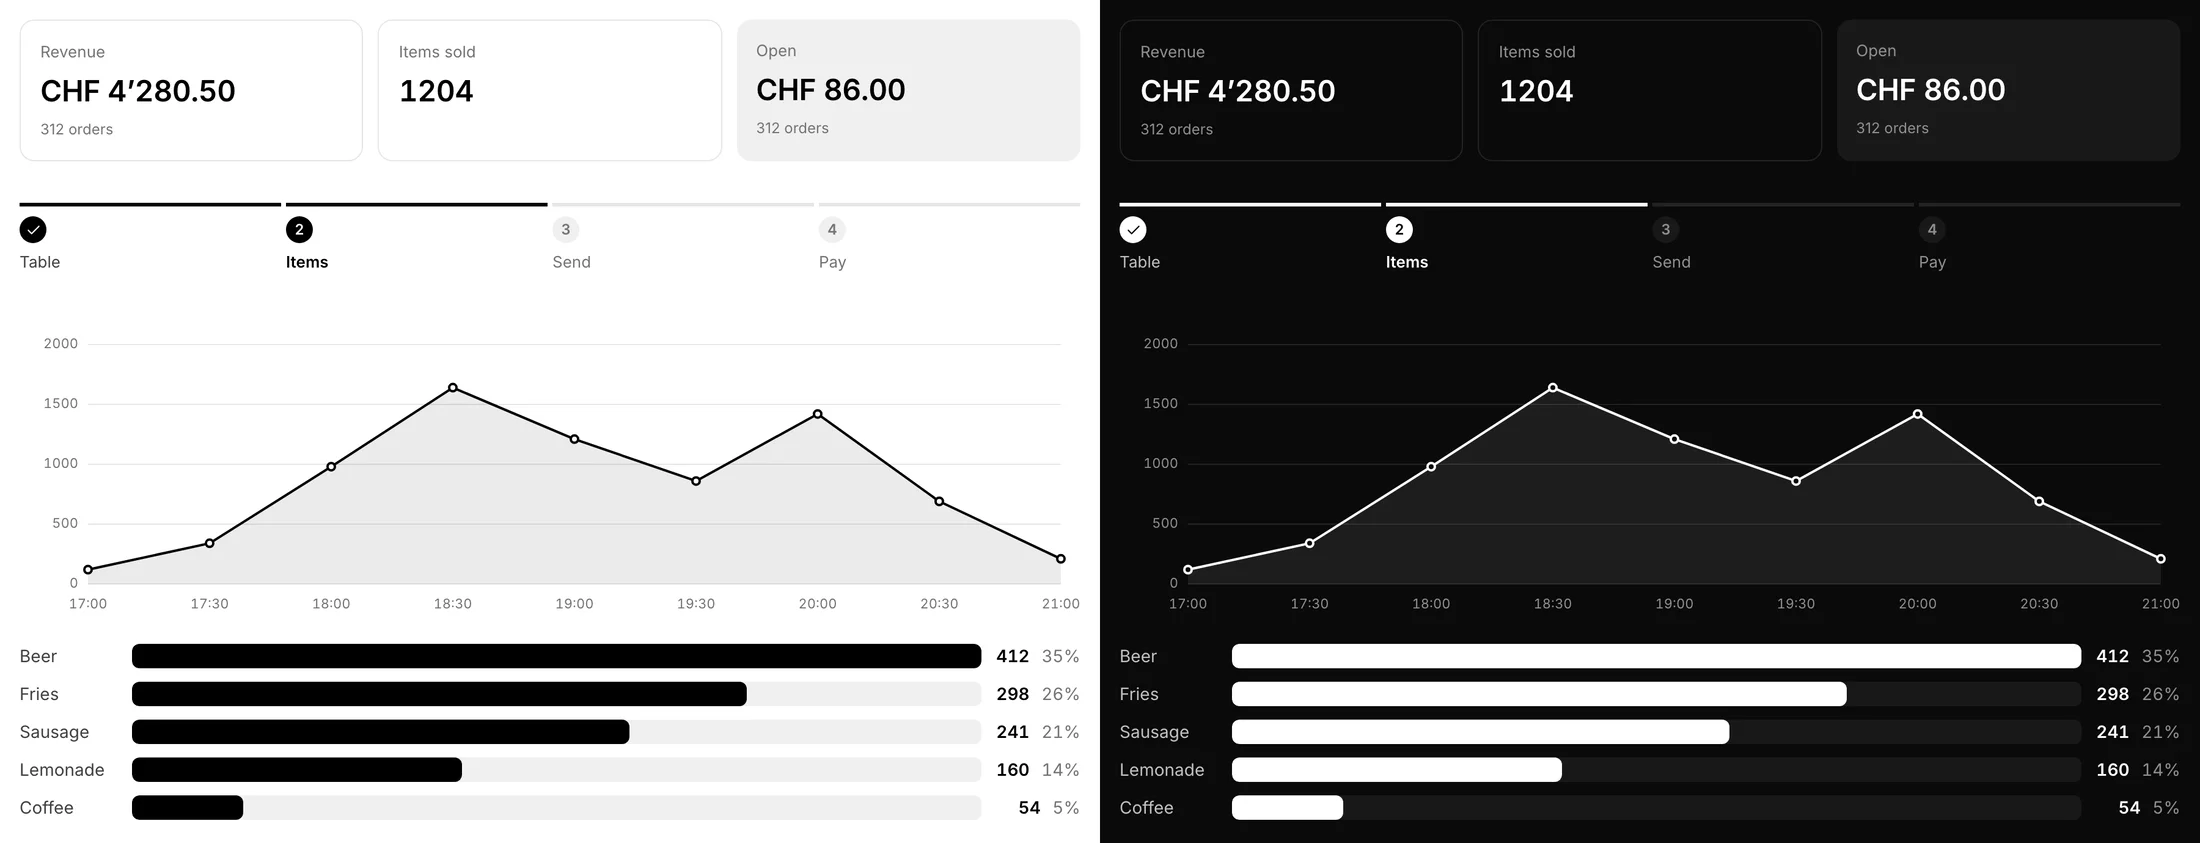 Revenue
CHF 4’280.50
312 orders
Items sold
1204
Open
CHF 86.00
312 orders
2
3
4
Table
Items
Send
Pay
2000
1500
1000
500
0
17:00 17:30 18:00 18:30 19:00 19:30 20:00 20:30 21:00
Beer 412 35%
Fries 298 26%
Sausage 241 21%
Lemonade 160 14%
Coffee 54 5%
Revenue
CHF 4’280.50
312 orders
Items sold
1204
Open
CHF 86.00
312 orders
2
3
4
Table
Items
Send
Pay
2000
1500
1000
500
0
17:00 17:30 18:00 18:30 19:00 19:30 20:00 20:30 21:00
Beer 412 35%
Fries 298 26%
Sausage 241 21%
Lemonade 160 14%
Coffee 54 5%